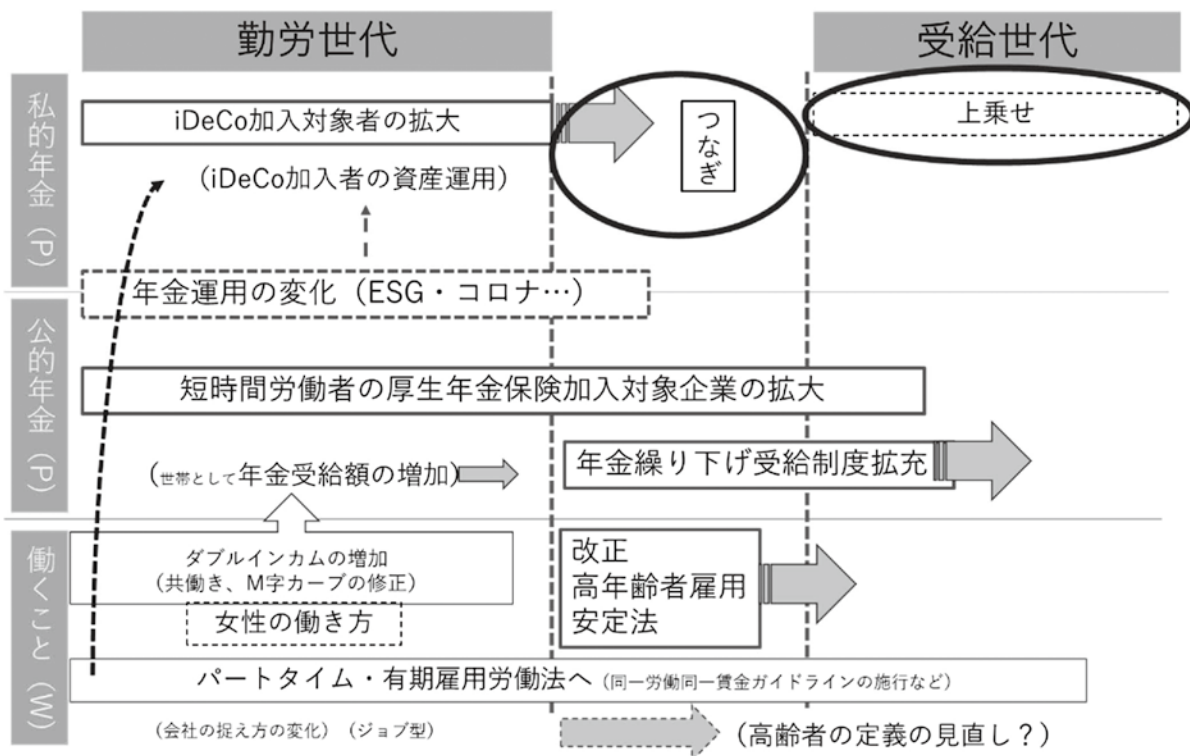 勤労世代
受給世代
私的年金（P）
iDeCo加入対象者の拡大
つなぎ
上乗せ
（iDeCo加入者の資産運用）
年金運用の変化（ESG・コロナ…）
公的年金（P）
短時間労働者の厚生年金保険加入対象企業の拡大
（世帯として年金受給額の増加）
年金繰り下げ受給制度拡充
働くこと（W）
ダブルインカムの増加
（共働き、M字カーブの修正）
女性の働き方
改正
高年齢者雇用
安定法
パートタイム・有期雇用労働法へ（同一労働同一賃金ガイドラインの施行など）
（会社の捉え方の変化）（ジョブ型）
（高齢者の定義の見直し？）